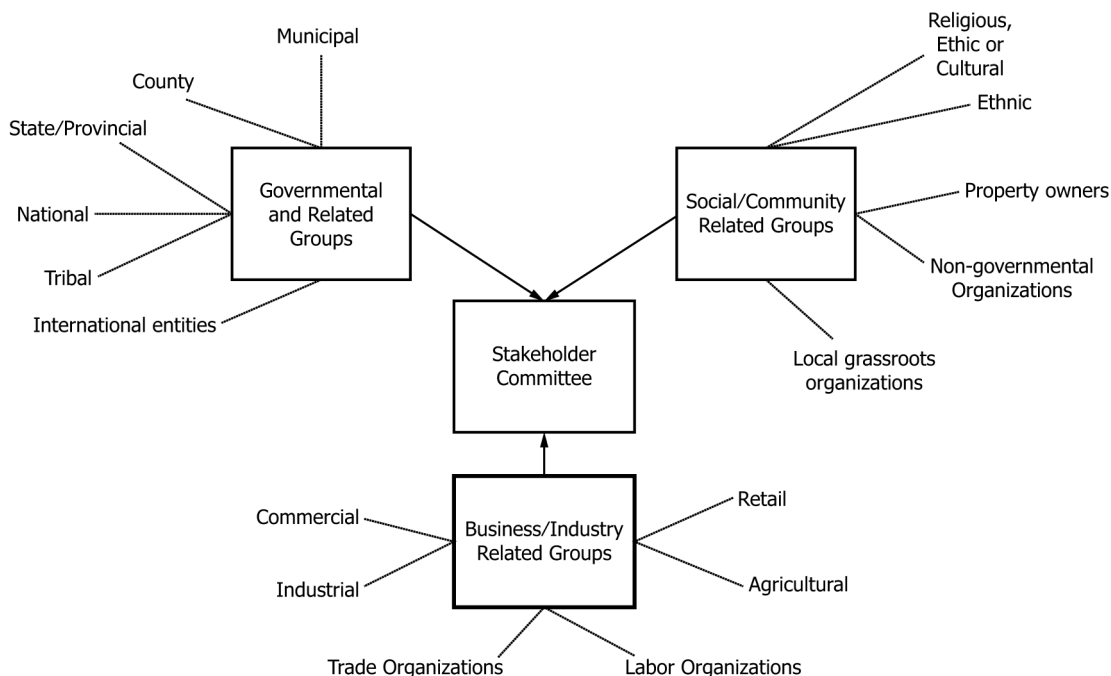 Municipal
County
State/Provincial
National
Tribal
International entities
Governmental
and Related
Groups
Religious,
Ethic or
Cultural
Ethnic
Property owners
Non-governmental
Organizations
Local grassroots
organizations
Social/Community
Related Groups
Stakeholder
Committee
Commercial
Industrial
Business/Industry
Related Groups
Retail
Agricultural
Trade Organizations
Labor Organizations